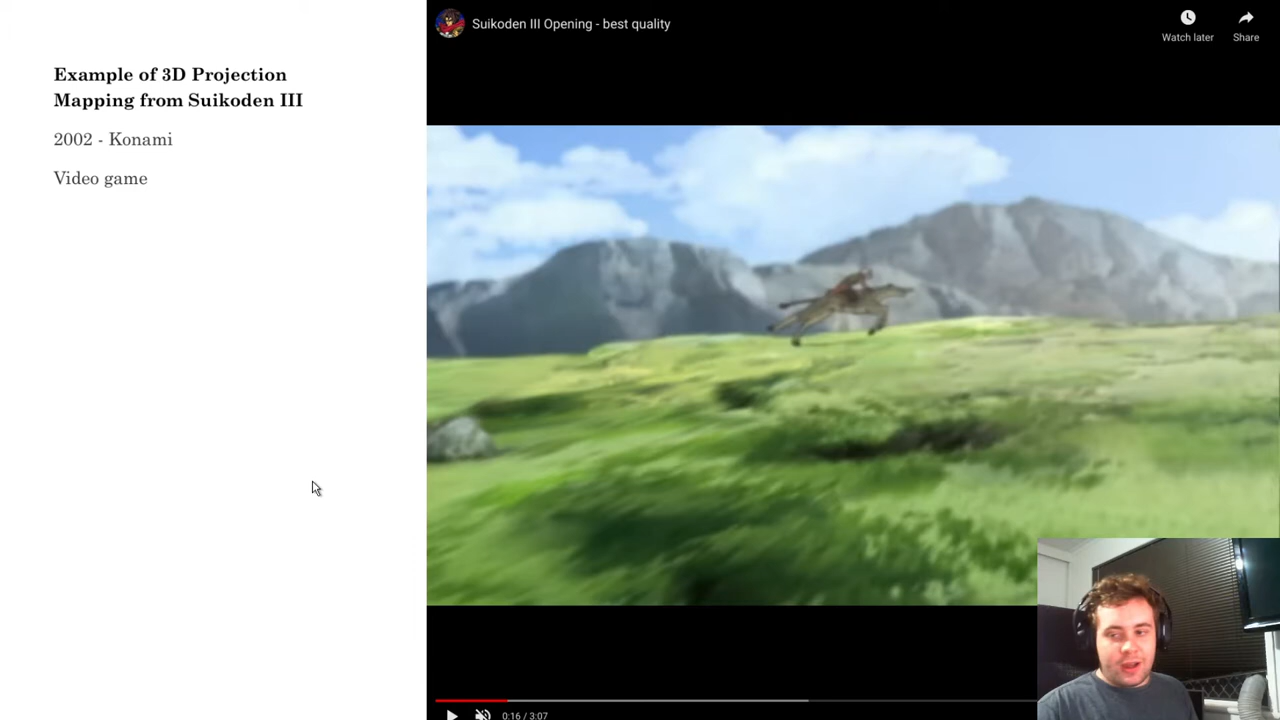 Suikoden III Opening - best quality
Watch later
Share
Example of 3D Projection
Mapping from Suikoden III
2002 - Konami
Video game
0:16 / 3:07